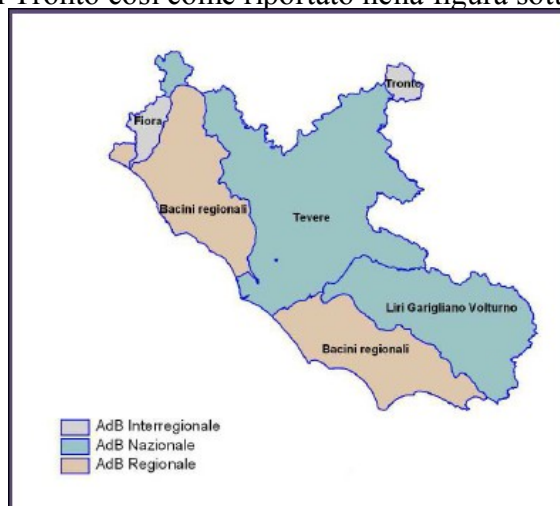 Tronto così come riportato nella figura sott
Tronto
Fiora
Bacini regionali
Tevere
Liri Garigliano Volturno
Bacini regionali
AdB Interregionale
AdB Nazionale
AdB Regionale